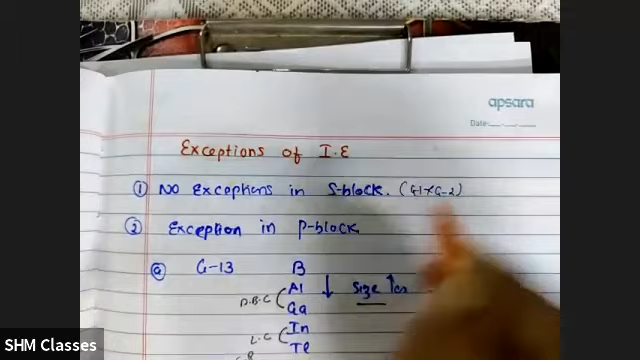 apsara
Date:
Exceptions of I.E
① NO Exceptions in S-block. (G-1 & G-2)
② Exception in p-block
ⓐ G-13 B
Al
Size ↑es
D.B.C
Ga
In
L.C
Tl
SHM Classes